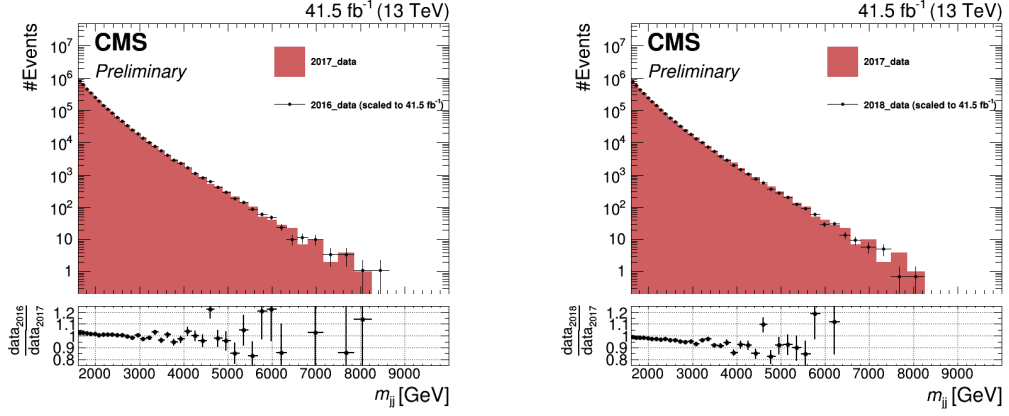 41.5 fb⁻¹ (13 TeV)
#Events
CMS
Preliminary
2017_data
2016_data (scaled to 41.5 fb⁻¹)
10⁷
10⁶
10⁵
10⁴
10³
10²
10
1
data2016
data2017
1.2
1.1
1
0.9
0.8
2000 3000 4000 5000 6000 7000 8000 9000
mjj [GeV]
41.5 fb⁻¹ (13 TeV)
#Events
CMS
Preliminary
2017_data
2018_data (scaled to 41.5 fb⁻¹)
10⁷
10⁶
10⁵
10⁴
10³
10²
10
1
data2018
data2017
1.2
1.1
1
0.9
0.8
2000 3000 4000 5000 6000 7000 8000 9000
mjj [GeV]